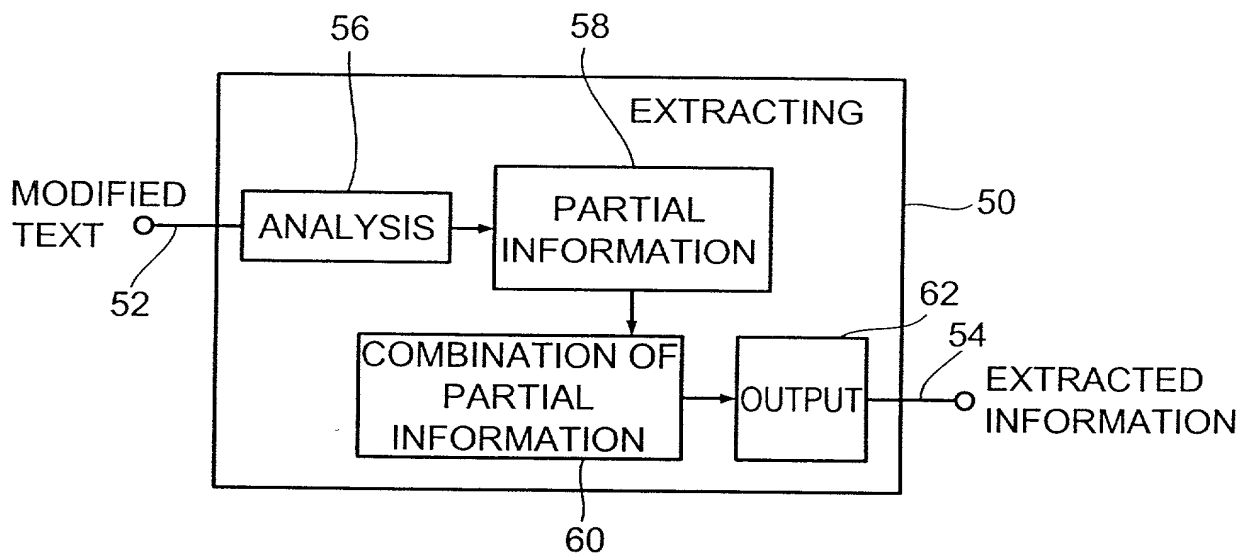 56
58
EXTRACTING
MODIFIED
TEXT
ANALYSIS
PARTIAL
INFORMATION
50
52
62
54
COMBINATION OF
PARTIAL
INFORMATION
OUTPUT
EXTRACTED
INFORMATION
60